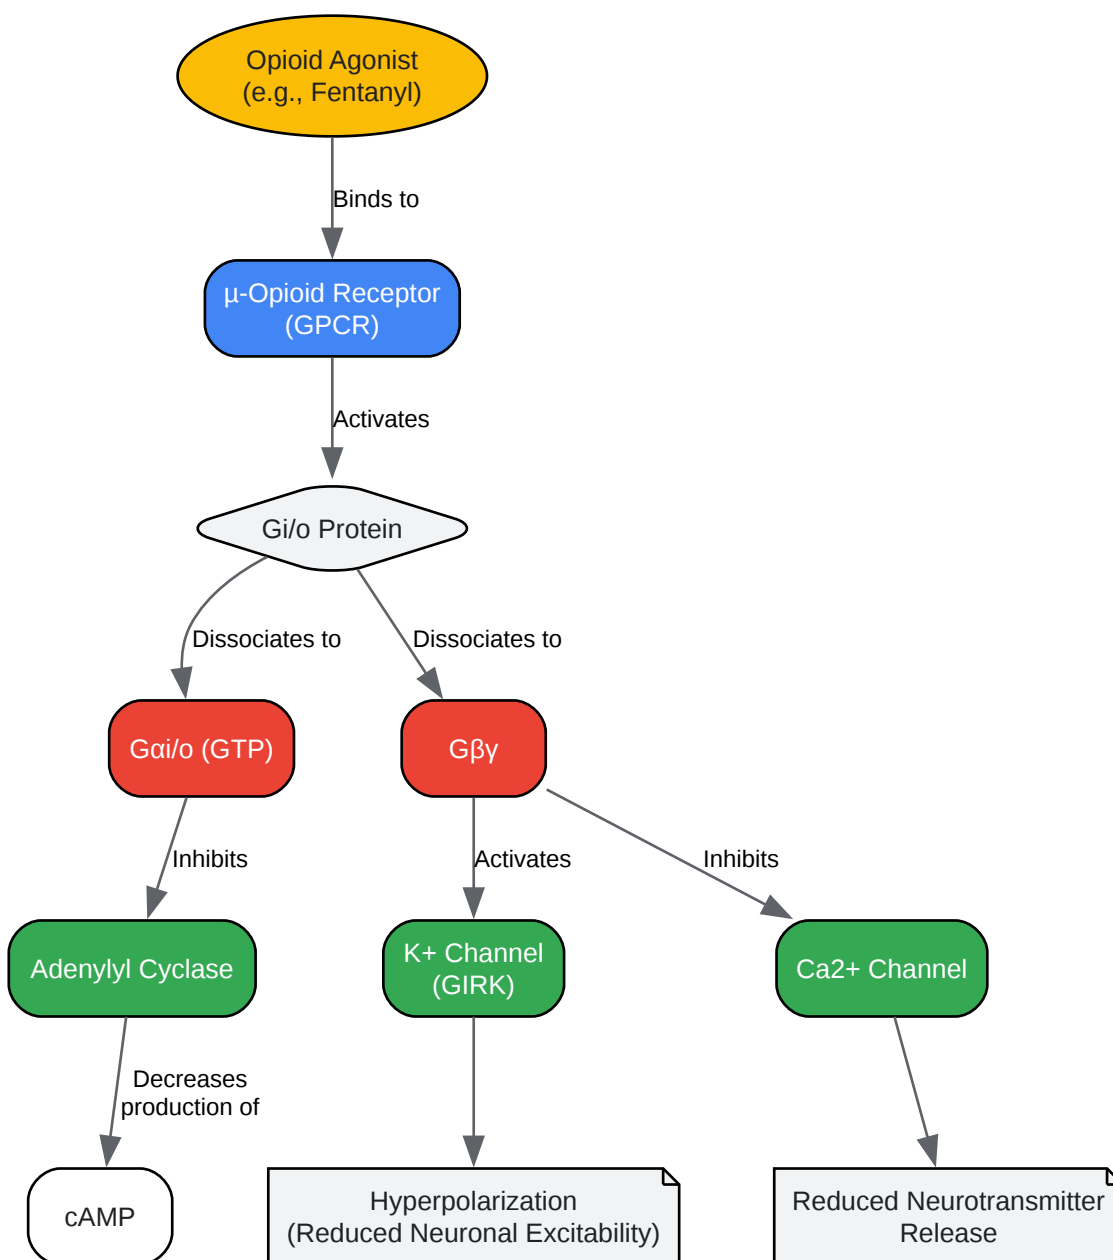 Opioid Agonist
(e.g., Fentanyl)
Binds to
µ-Opioid Receptor
(GPCR)
Activates
Gi/o Protein
Dissociates to
Dissociates to
Gαi/o (GTP)
Gβγ
Inhibits
Activates
Inhibits
Adenylyl Cyclase
K+ Channel
(GIRK)
Ca2+ Channel
Decreases
production of
cAMP
Hyperpolarization
(Reduced Neuronal Excitability)
Reduced Neurotransmitter
Release